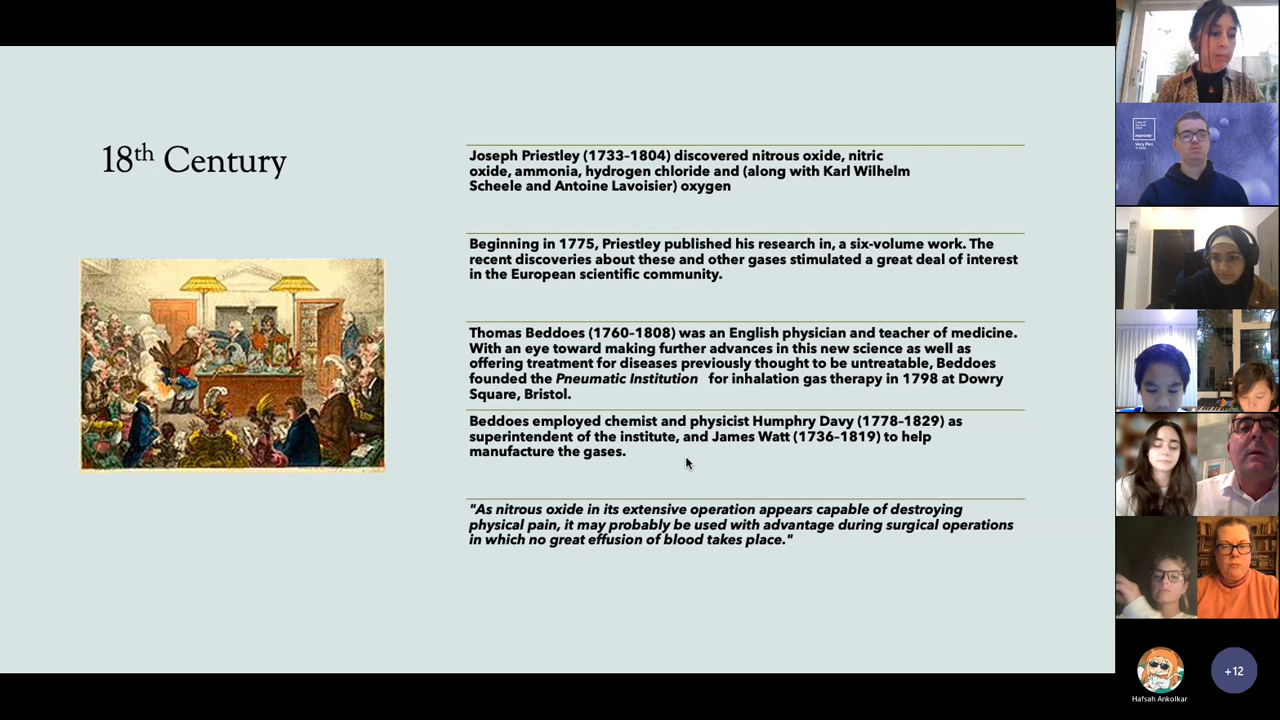 18th Century
Joseph Priestley (1733–1804) discovered nitrous oxide, nitric
oxide, ammonia, hydrogen chloride and (along with Karl Wilhelm
Scheele and Antoine Lavoisier) oxygen
Beginning in 1775, Priestley published his research in, a six-volume work. The
recent discoveries about these and other gases stimulated a great deal of interest
in the European scientific community.
Thomas Beddoes (1760–1808) was an English physician and teacher of medicine.
With an eye toward making further advances in this new science as well as
offering treatment for diseases previously thought to be untreatable, Beddoes
founded the Pneumatic Institution for inhalation gas therapy in 1798 at Dowry
Square, Bristol.
Beddoes employed chemist and physicist Humphry Davy (1778–1829) as
superintendent of the institute, and James Watt (1736–1819) to help
manufacture the gases.
"As nitrous oxide in its extensive operation appears capable of destroying
physical pain, it may probably be used with advantage during surgical operations
in which no great effusion of blood takes place."
PANTONE
Very Peri
Hafsah Ankolkar
+12